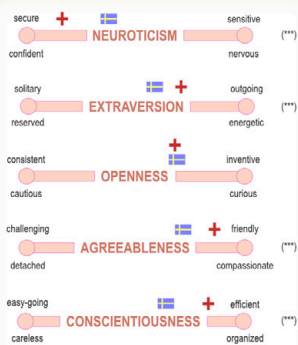 secure sensitive
NEUROTICISM (***)
confident nervous
solitary outgoing
EXTRAVERSION (***)
reserved energetic
consistent inventive
OPENNESS
cautious curious
challenging friendly
AGREEABLENESS (***)
detached compassionate
easy-going efficient
CONSCIENTIOUSNESS (***)
careless organized